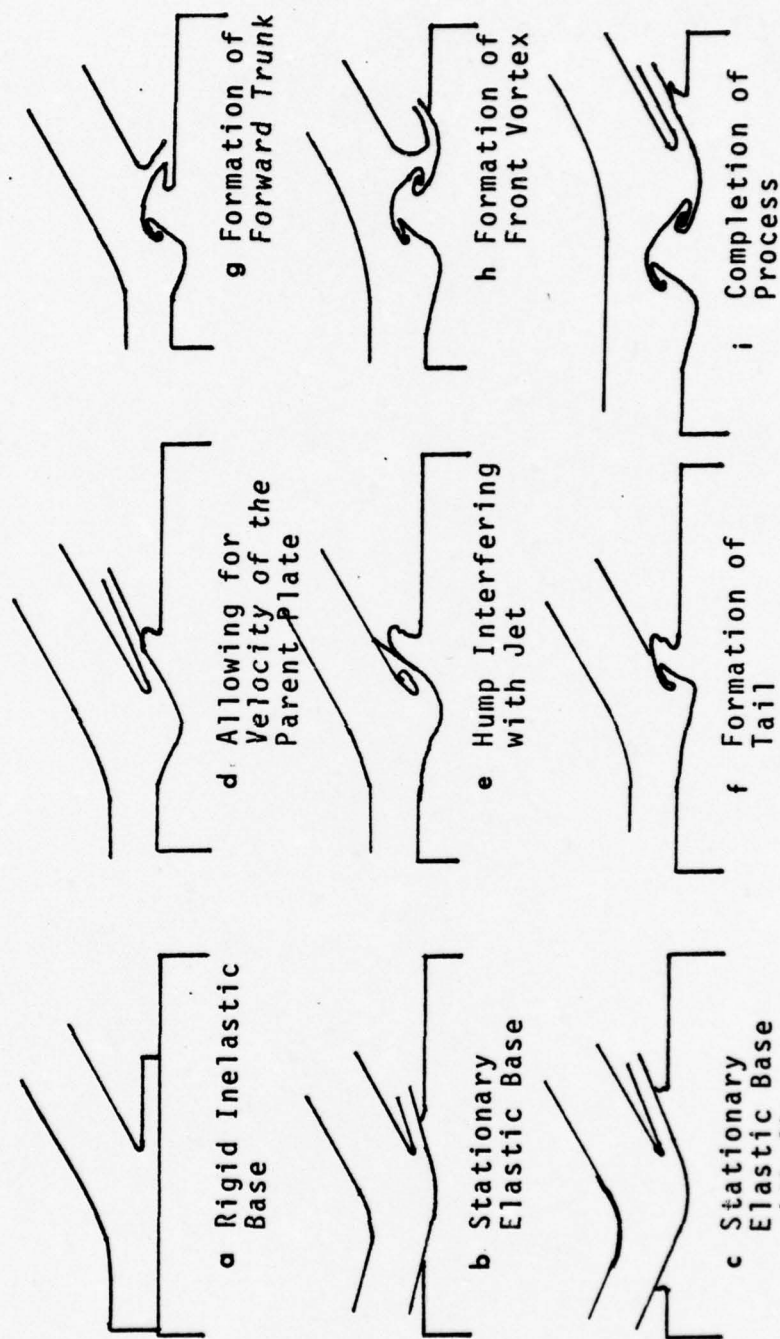 a Rigid Inelastic
Base
b Stationary
Elastic Base
c Stationary
Elastic Base
d Allowing for
Velocity of the
Parent Plate
e Hump Interfering
with Jet
f Formation of
Tail
g Formation of
Forward Trunk
h Formation of
Front Vortex
i Completion of
Process